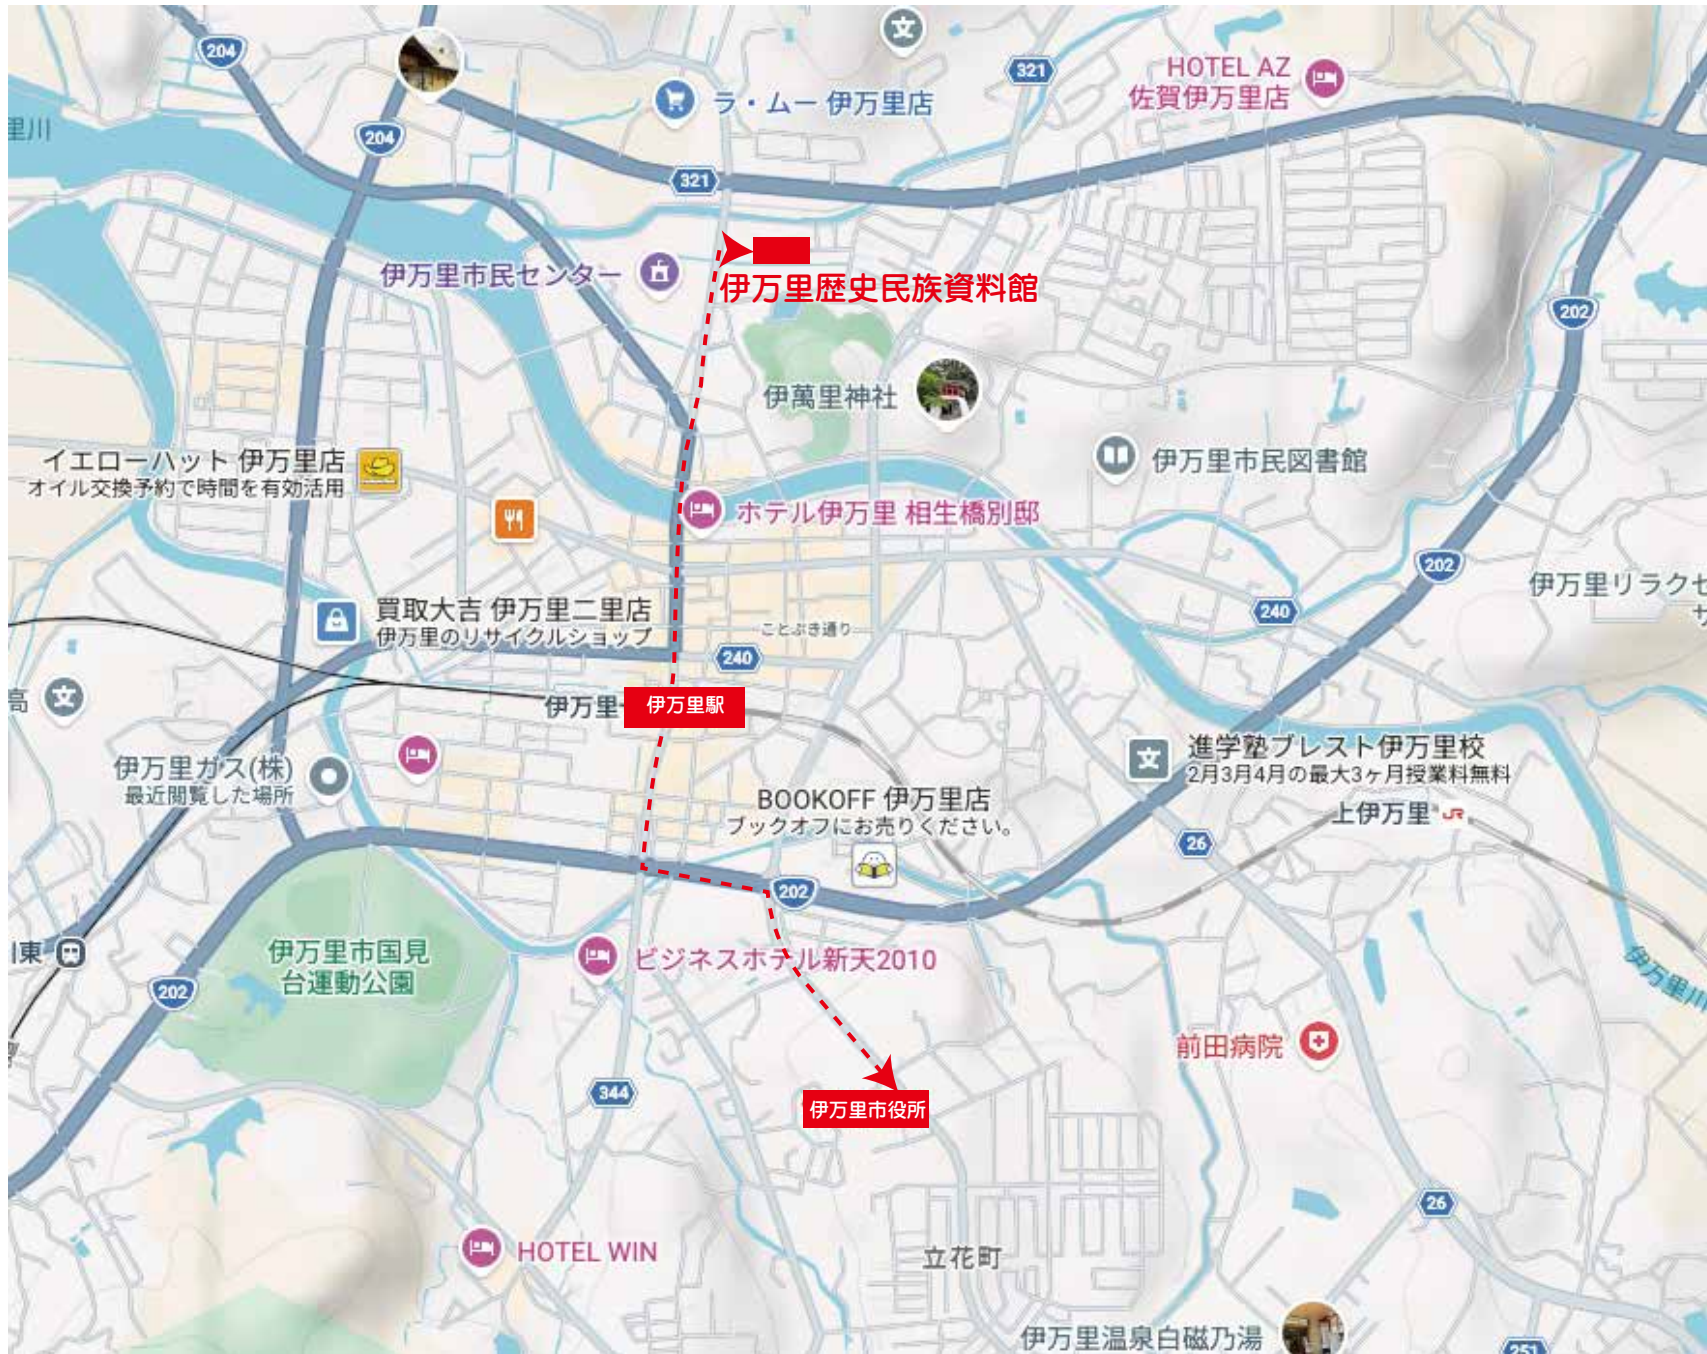 204
文
321
HOTEL AZ
佐賀伊万里店
ラ・ムー 伊万里店
里川
204
321
伊万里市民センター
伊万里歴史民族資料館
202
伊萬里神社
イエローハット 伊万里店
オイル交換予約で時間を有効活用
伊万里市民図書館
ホテル伊万里 相生橋別邸
202
伊万里リラクセ
サ
買取大吉 伊万里二里店
伊万里のリサイクルショップ
240
ことぶき通り
240
高
文
伊万里
伊万里駅
伊万里ガス(株)
最近閲覧した場所
文
進学塾ブレスト伊万里校
2月3月4月の最大3ヶ月授業料無料
BOOKOFF 伊万里店
ブックオフにお売りください。
上伊万里
JR
26
202
川東
伊万里市国見
台運動公園
ビジネスホテル新天2010
202
伊万里川
前田病院
344
伊万里市役所
26
HOTEL WIN
立花町
伊万里温泉白磁乃湯
251